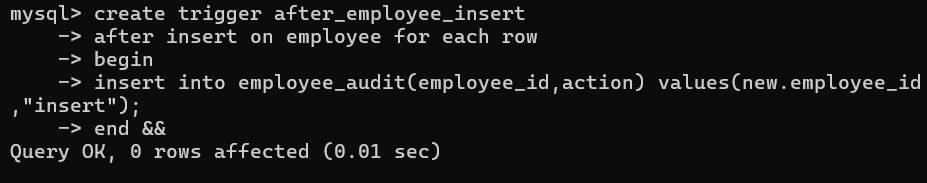 mysql> create trigger after_employee_insert
    -> after insert on employee for each row
    -> begin
    -> insert into employee_audit(employee_id,action) values(new.employee_id
,"insert");
    -> end &&
Query OK, 0 rows affected (0.01 sec)